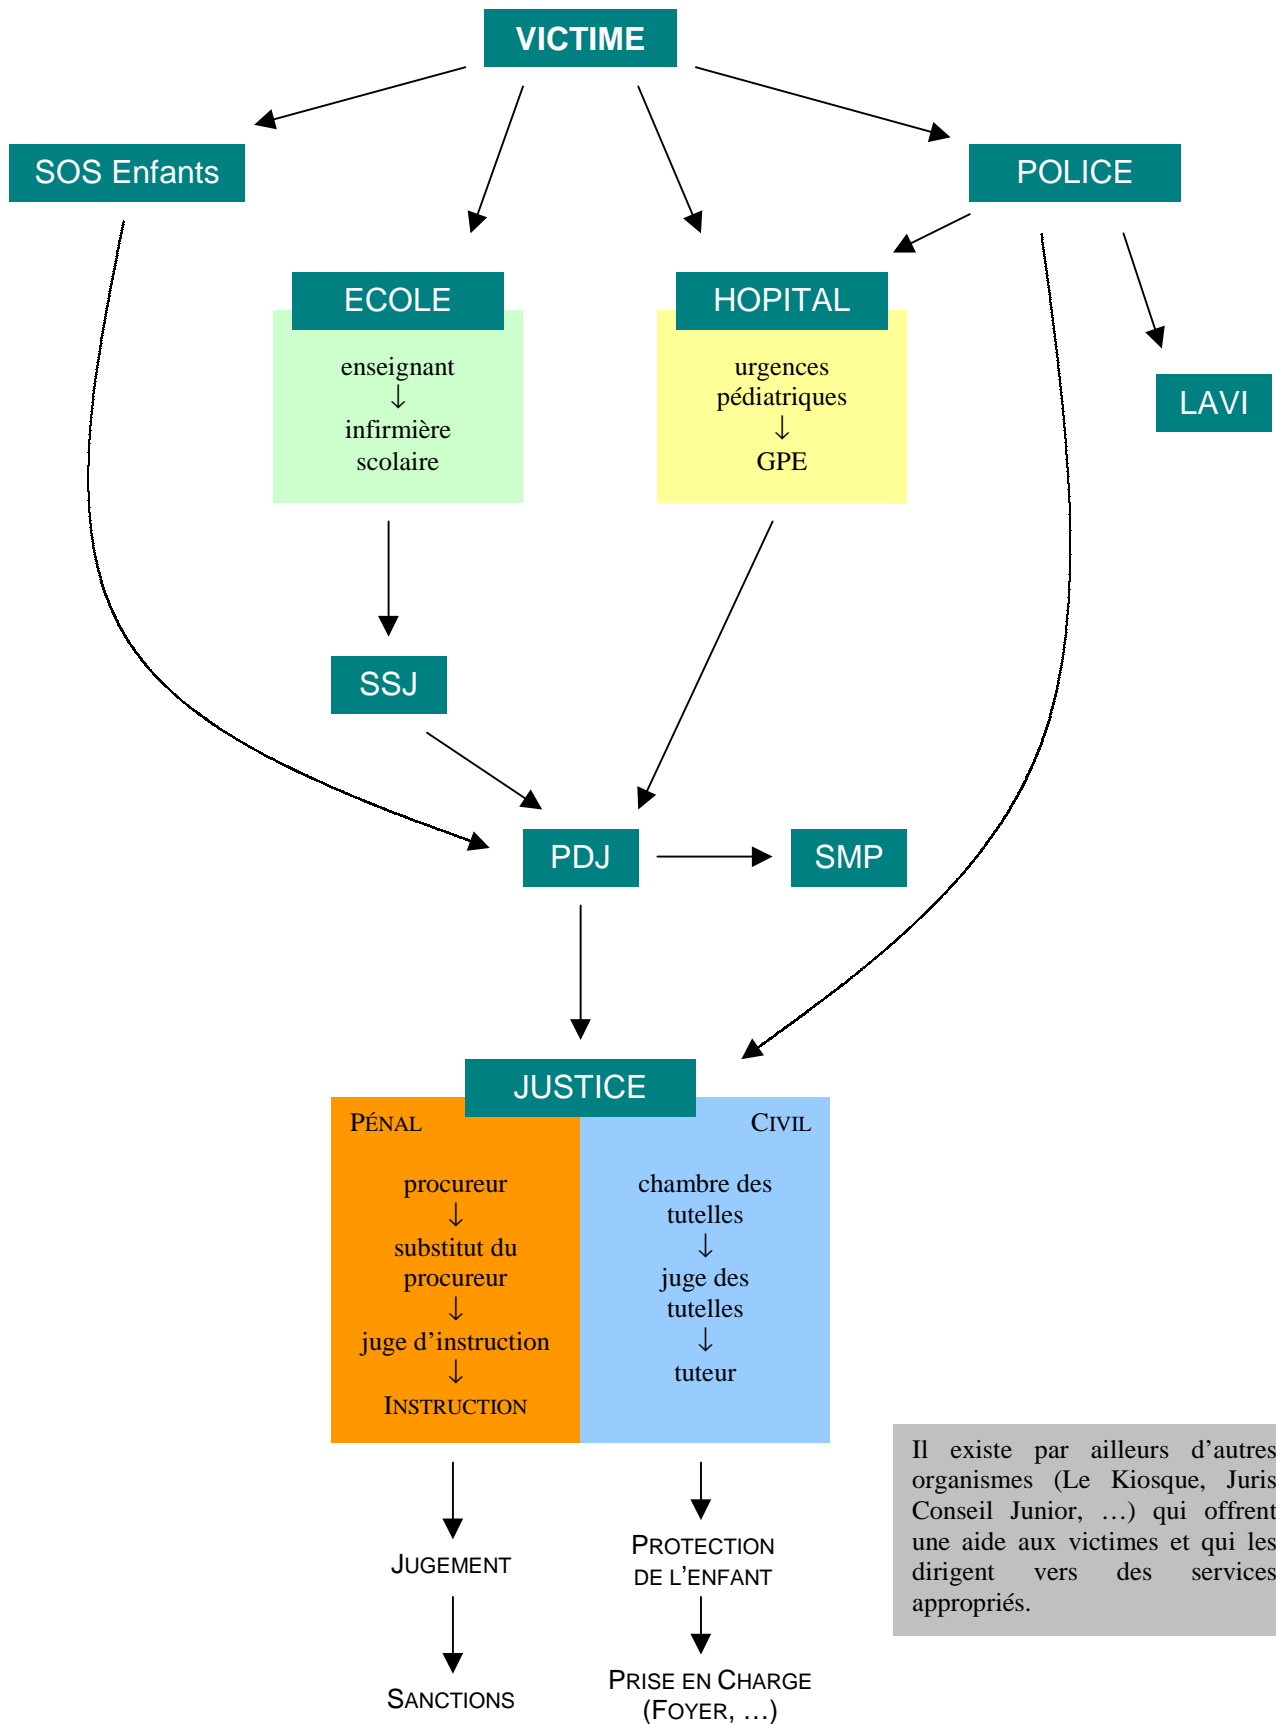 VICTIME
SOS Enfants
POLICE
ECOLE
HOPITAL
enseignant
↓
infirmière
scolaire
urgences
pédiatriques
↓
GPE
LAVI
SSJ
PDJ
SMP
JUSTICE
PÉNAL
procureur
↓
substitut du
procureur
↓
juge d’instruction
↓
INSTRUCTION
CIVIL
chambre des
tutelles
↓
juge des
tutelles
↓
tuteur
JUGEMENT
SANCTIONS
PROTECTION
DE L’ENFANT
PRISE EN CHARGE
(FOYER, …)
Il existe par ailleurs d’autres
organismes (Le Kiosque, Juris
Conseil Junior, …) qui offrent
une aide aux victimes et qui les
dirigent vers des services
appropriés.